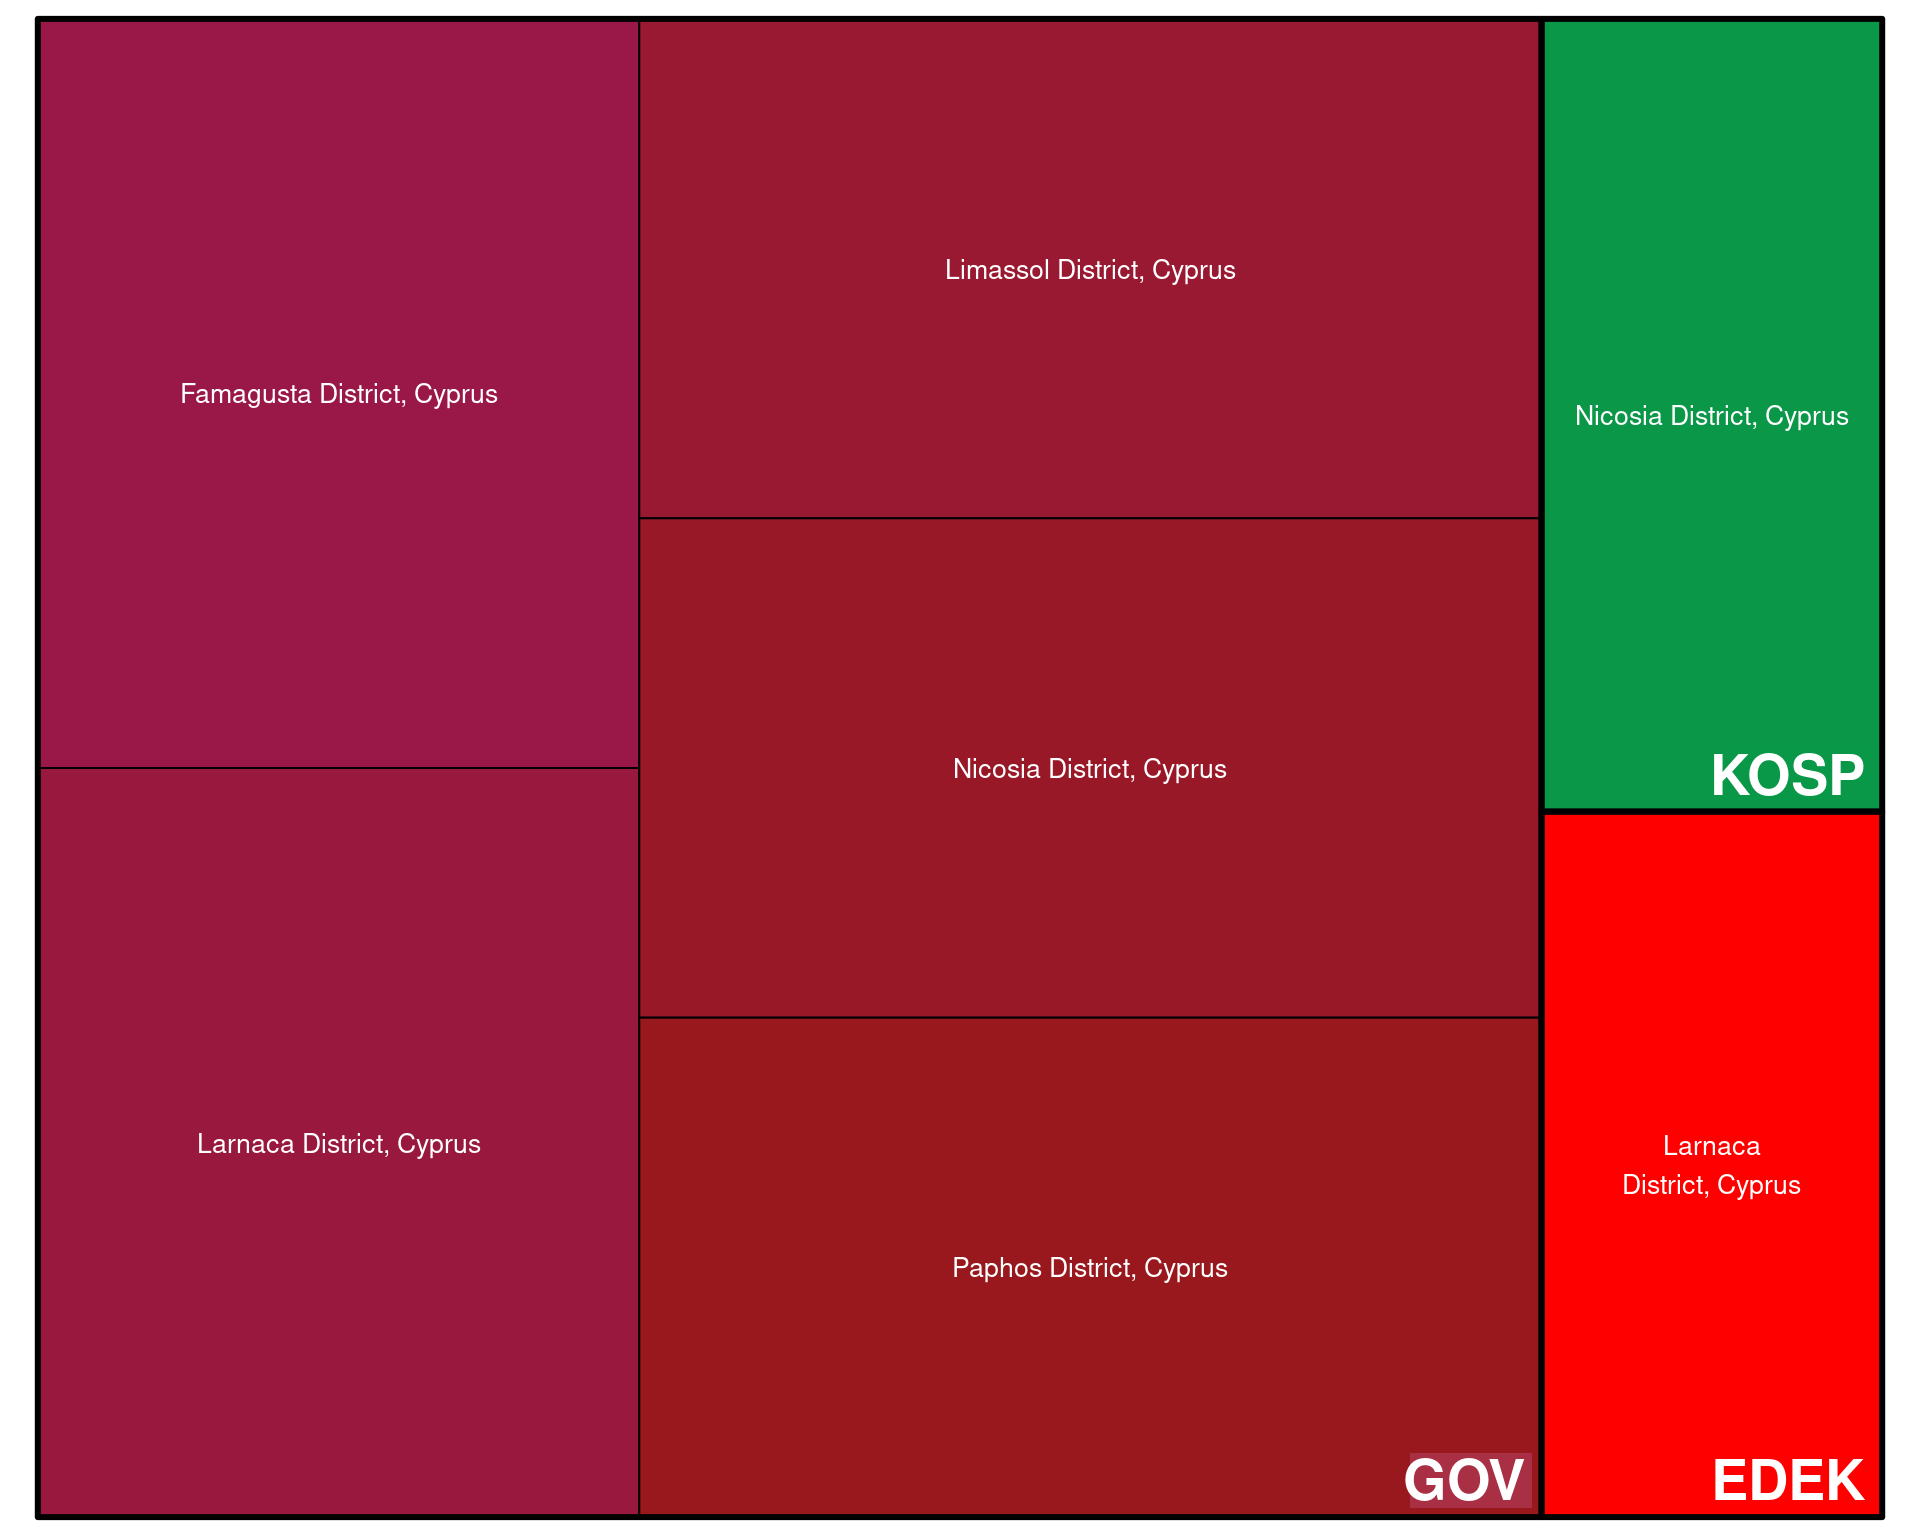 Famagusta District, Cyprus
Larnaca District, Cyprus
Limassol District, Cyprus
Nicosia District, Cyprus
Paphos District, Cyprus
GOV
Nicosia District, Cyprus
KOSP
Larnaca
District, Cyprus
EDEK